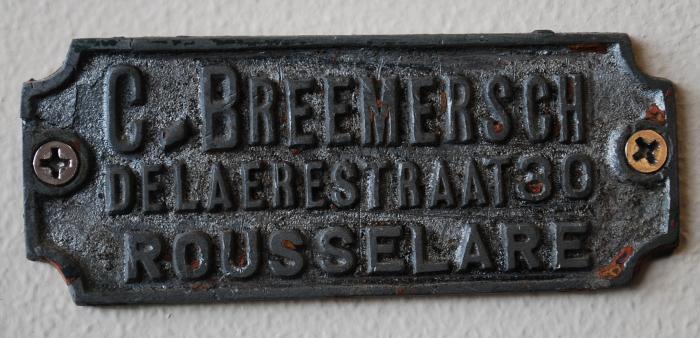 C. BREEMERSCH
DELAERESTRAAT 30
ROUSSELARE